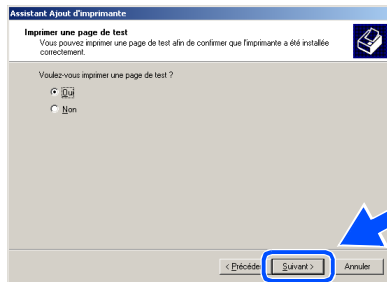 Assistant Ajout d'imprimante
Imprimer une page de test
Vous pouvez imprimer une page de test afin de confirmer que l'imprimante a été installée
correctement.
Voulez-vous imprimer une page de test ?
Oui
Non
< Précéde
Suivant >
Annuler